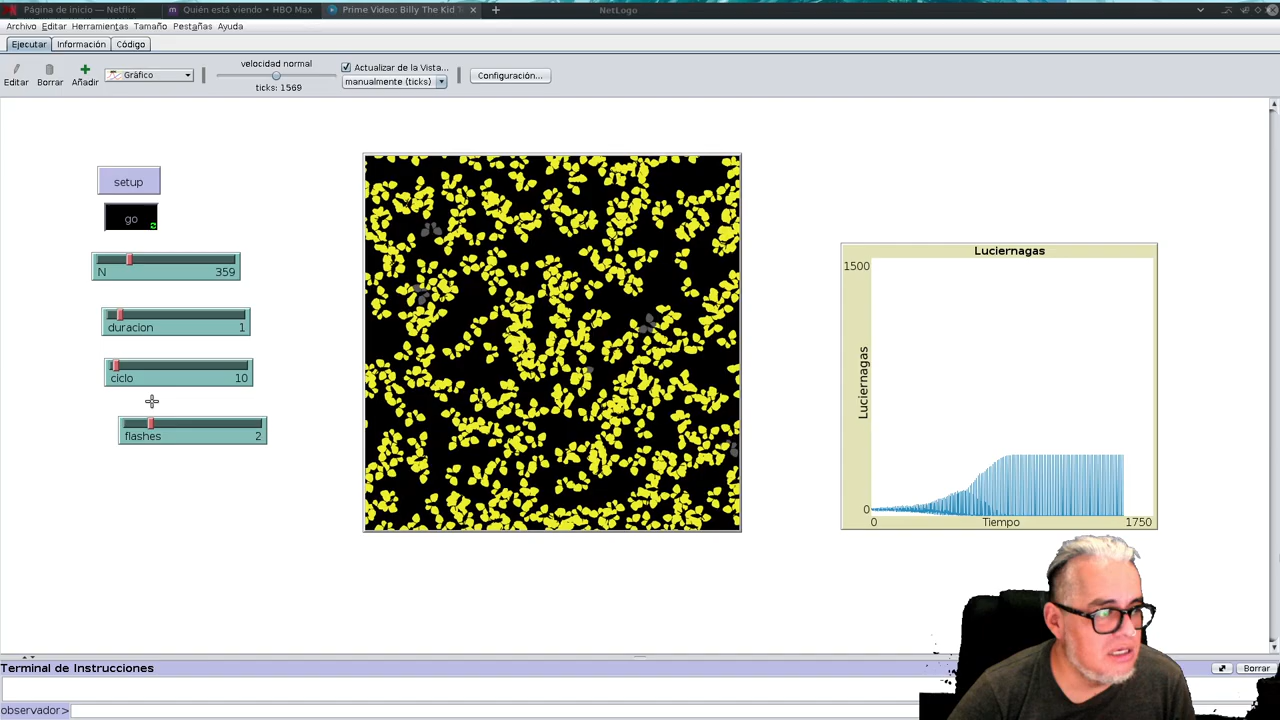 Página de inicio — Netflix
Quién está viendo • HBO Max
Prime Video: Billy The Kid
NetLogo
Archivo Editar Herramientas Tamaño Pestañas Ayuda
Ejecutar Información Código
Editar Borrar Añadir
Gráfico
velocidad normal
ticks: 1569
Actualizar de la Vista...
manualmente (ticks)
Configuración...
setup
go
N 359
duracion 1
ciclo 10
flashes 2
Luciernagas
1500
Luciernagas
0
0 Tiempo 1750
Terminal de Instrucciones
Borrar
observador>